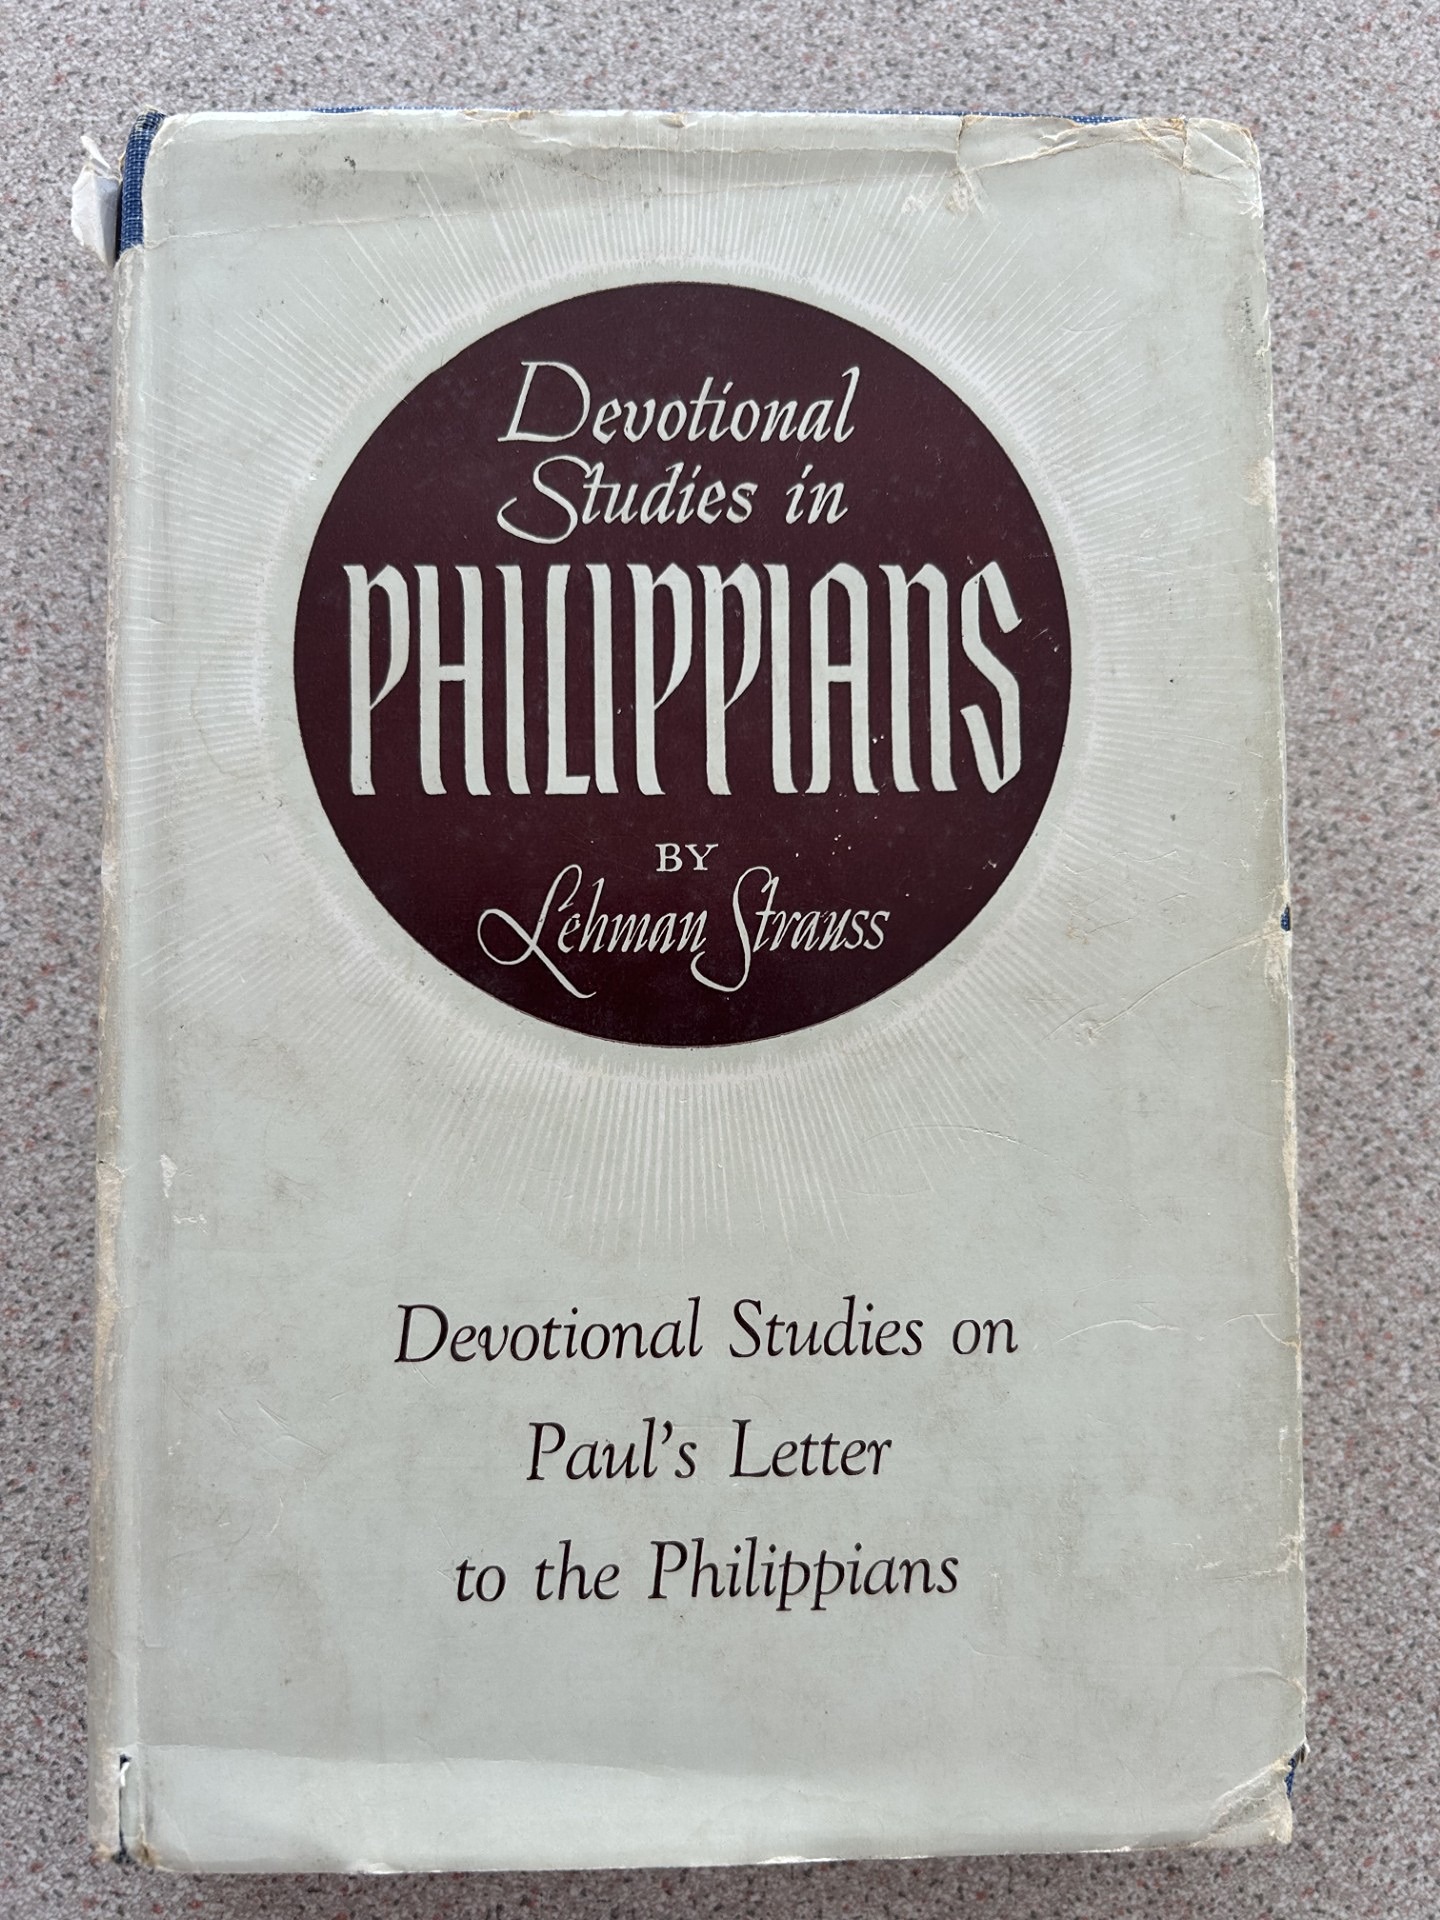 Devotional
Studies in
PHILIPPIANS
BY
Lehman Strauss
Devotional Studies on
Paul's Letter
to the Philippians